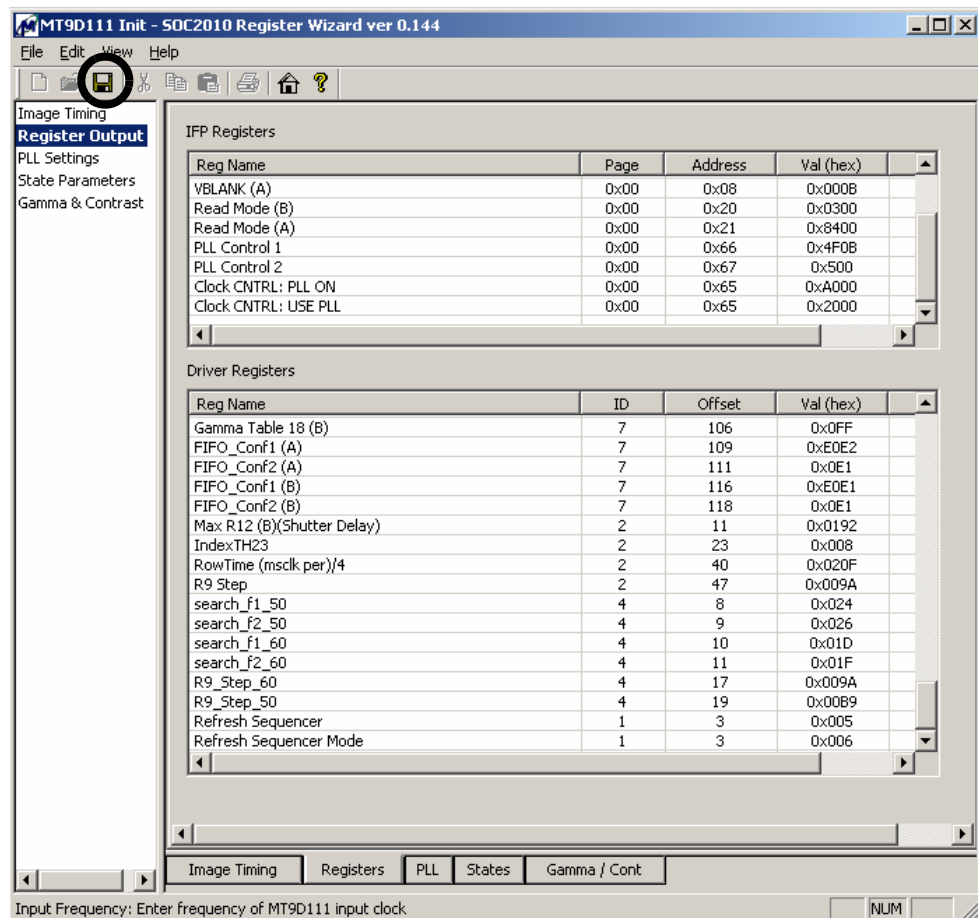 MT9D111 Init - SOC2010 Register Wizard ver 0.144
File Edit View Help
Image Timing
Register Output
PLL Settings
State Parameters
Gamma & Contrast
IFP Registers
Reg Name Page Address Val (hex)
VBLANK (A) 0x00 0x08 0x000B
Read Mode (B) 0x00 0x20 0x0300
Read Mode (A) 0x00 0x21 0x8400
PLL Control 1 0x00 0x66 0x4F0B
PLL Control 2 0x00 0x67 0x500
Clock CNTRL: PLL ON 0x00 0x65 0xA000
Clock CNTRL: USE PLL 0x00 0x65 0x2000
Driver Registers
Reg Name ID Offset Val (hex)
Gamma Table 18 (B) 7 106 0x0FF
FIFO_Conf1 (A) 7 109 0xE0E2
FIFO_Conf2 (A) 7 111 0x0E1
FIFO_Conf1 (B) 7 116 0xE0E1
FIFO_Conf2 (B) 7 118 0x0E1
Max R12 (B)(Shutter Delay) 2 11 0x0192
IndexTH23 2 23 0x008
RowTime (msclk per)/4 2 40 0x020F
R9 Step 2 47 0x009A
search_f1_50 4 8 0x024
search_f2_50 4 9 0x026
search_f1_60 4 10 0x01D
search_f2_60 4 11 0x01F
R9_Step_60 4 17 0x009A
R9_Step_50 4 19 0x00B9
Refresh Sequencer 1 3 0x005
Refresh Sequencer Mode 1 3 0x006
Image Timing Registers PLL States Gamma / Cont
Input Frequency: Enter frequency of MT9D111 input clock NUM